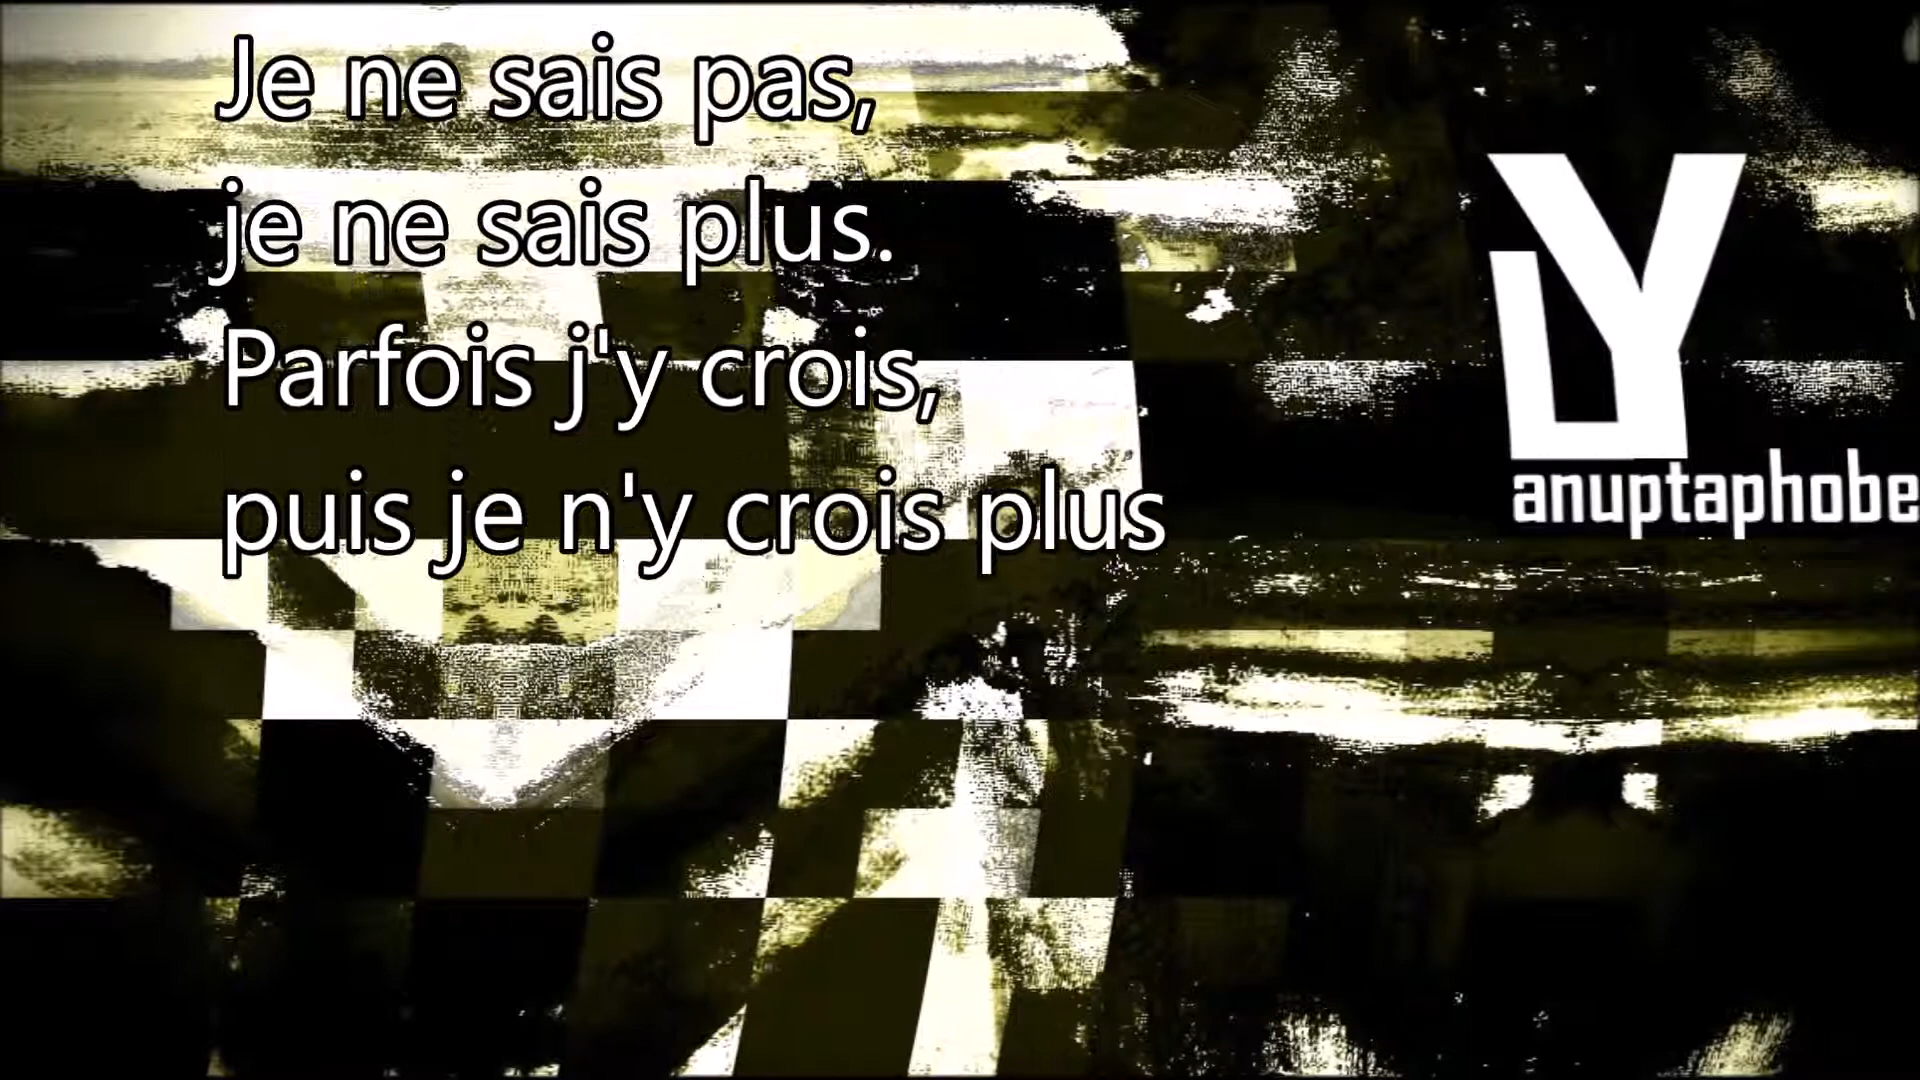 Je ne sais pas,
je ne sais plus.
Parfois j'y crois,
puis je n'y crois plus
anuptaphobe